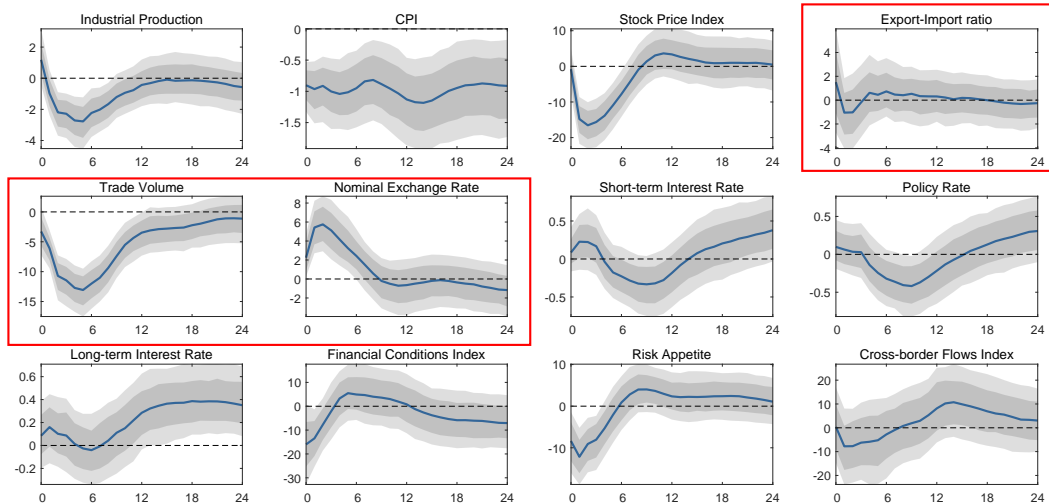 Industrial Production
CPI
Stock Price Index
Export-Import ratio
2
0
-2
-4
0 6 12 18 24
0
-0.5
-1
-1.5
0 6 12 18 24
10
0
-10
-20
0 6 12 18 24
4
2
0
-2
-4
0 6 12 18 24
Trade Volume
Nominal Exchange Rate
Short-term Interest Rate
Policy Rate
0
-5
-10
-15
0 6 12 18 24
8
6
4
2
0
-2
0 6 12 18 24
0.5
0
-0.5
0 6 12 18 24
0.5
0
-0.5
0 6 12 18 24
Long-term Interest Rate
Financial Conditions Index
Risk Appetite
Cross-border Flows Index
0.6
0.4
0.2
0
-0.2
0 6 12 18 24
10
0
-10
-20
-30
0 6 12 18 24
10
0
-10
0 6 12 18 24
20
10
0
-10
-20
0 6 12 18 24